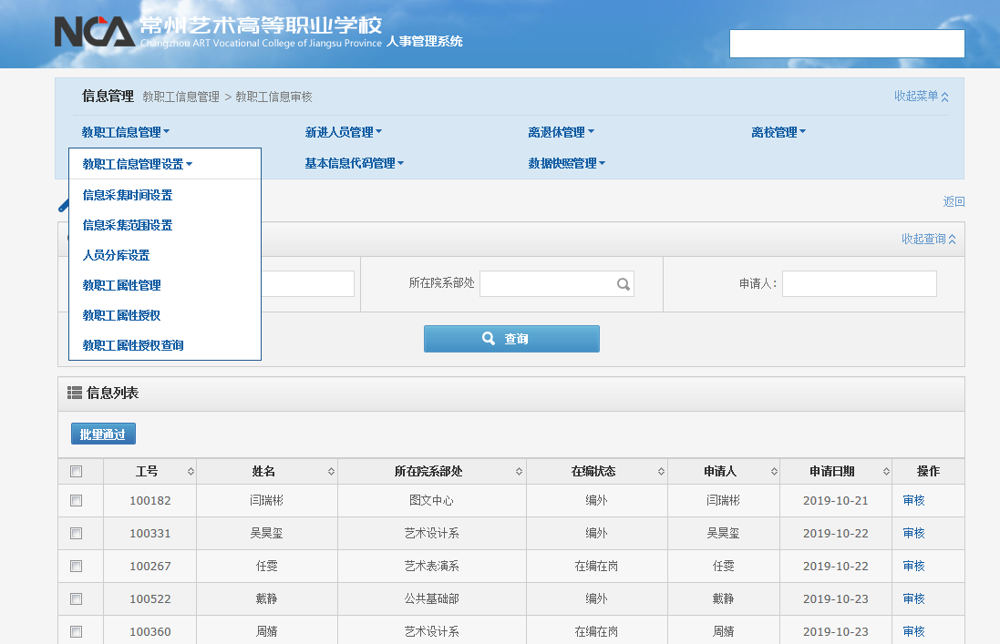 NCA 常州艺术高等职业学校
Changzhou ART Vocational College of Jiangsu Province 人事管理系统
信息管理 教职工信息管理 > 教职工信息审核 收起菜单
教职工信息管理 新进人员管理 离退休管理 离校管理
教职工信息管理设置 基本信息代码管理 数据快照管理
信息采集时间设置
返回
信息采集范围设置
收起查询
人员分库设置
教职工属性管理 所在院系部处 申请人：
教职工属性授权
教职工属性授权查询 查询
信息列表
批量通过
工号 姓名 所在院系部处 在编状态 申请人 申请日期 操作
100182 闫瑞彬 图文中心 编外 闫瑞彬 2019-10-21 审核
100331 吴昊玺 艺术设计系 编外 吴昊玺 2019-10-22 审核
100267 任雯 艺术表演系 在编在岗 任雯 2019-10-22 审核
100522 戴静 公共基础部 编外 戴静 2019-10-23 审核
100360 周婧 艺术设计系 在编在岗 周婧 2019-10-23 审核